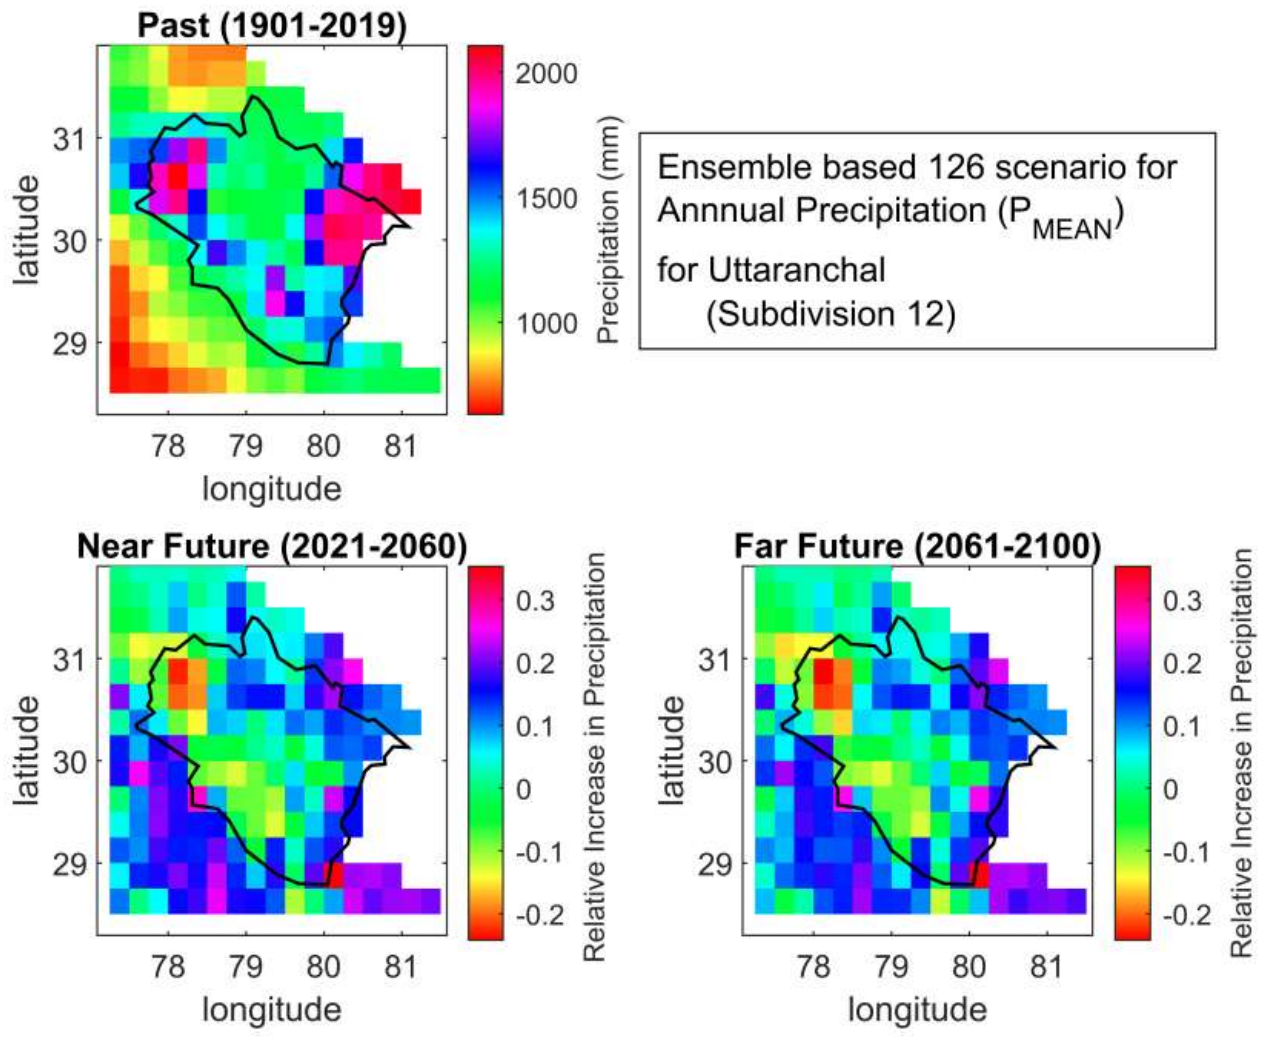 Past (1901-2019)
31
30
29
latitude
78 79 80 81
longitude
2000
1500
1000
Precipitation (mm)
Ensemble based 126 scenario for
Annnual Precipitation (PMEAN)
for Uttaranchal
(Subdivision 12)
Near Future (2021-2060)
31
30
29
latitude
78 79 80 81
longitude
0.3
0.2
0.1
0
-0.1
-0.2
Relative Increase in Precipitation
Far Future (2061-2100)
31
30
29
latitude
78 79 80 81
longitude
0.3
0.2
0.1
0
-0.1
-0.2
Relative Increase in Precipitation